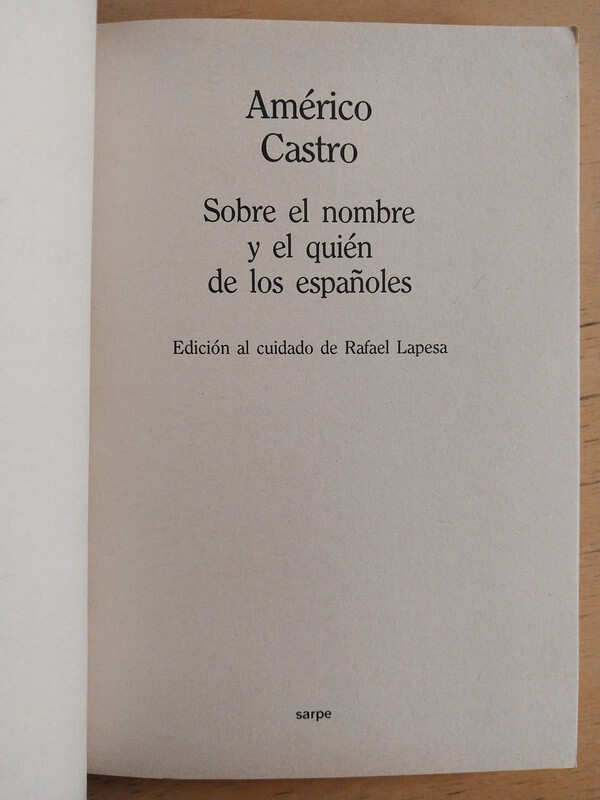 Américo
Castro
Sobre el nombre
y el quién
de los españoles
Edición al cuidado de Rafael Lapesa
sarpe